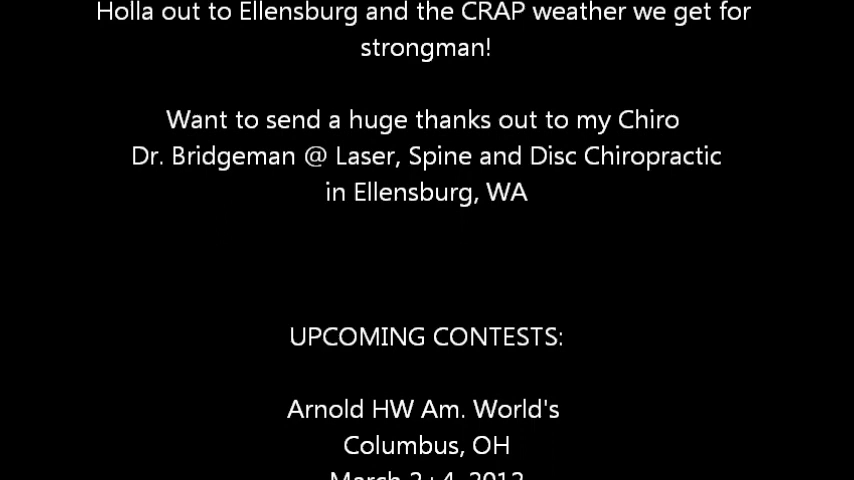 Holla out to Ellensburg and the CRAP weather we get for
strongman!
Want to send a huge thanks out to my Chiro
Dr. Bridgeman @ Laser, Spine and Disc Chiropractic
in Ellensburg, WA
UPCOMING CONTESTS:
Arnold HW Am. World's
Columbus, OH
March